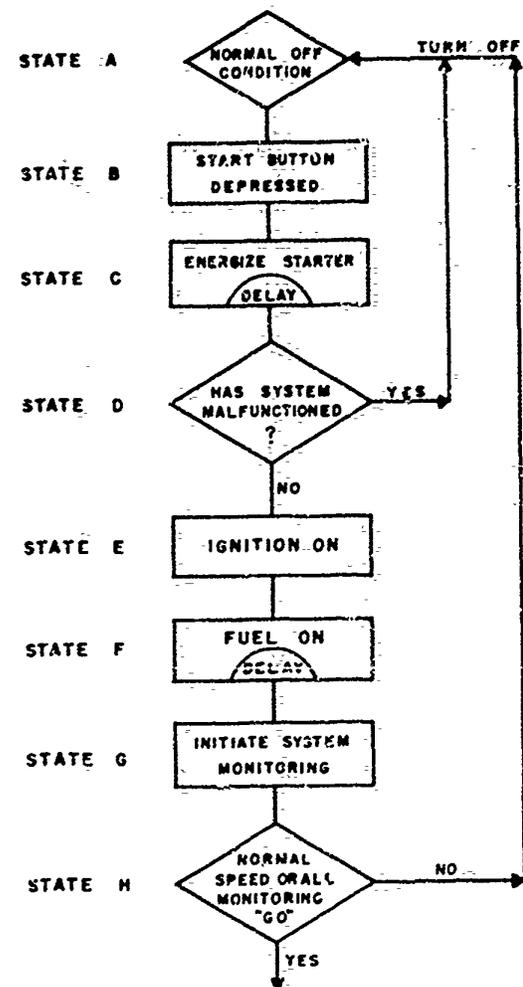 TURN OFF
STATE A
NORMAL OFF
CONDITION
STATE B
START BUTTON
DEPRESSED
STATE C
ENERGIZE STARTER
DELAY
STATE D
HAS SYSTEM
MALFUNCTIONED
?
YES
NO
STATE E
IGNITION ON
STATE F
FUEL ON
DELAY
STATE G
INITIATE SYSTEM
MONITORING
STATE H
NORMAL
SPEED OR ALL
MONITORING
"GO"
NO
YES